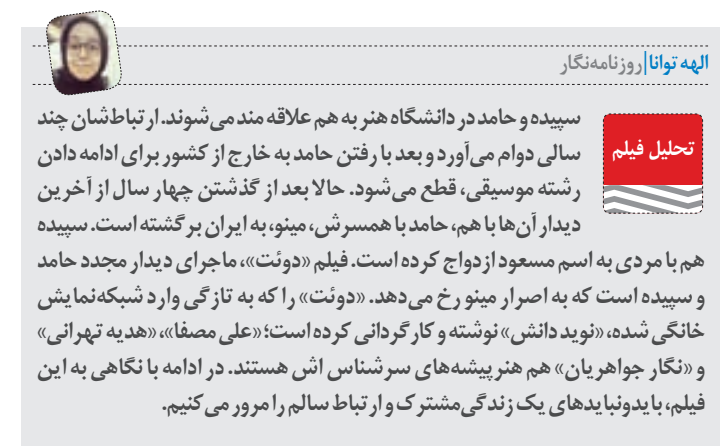 الهه توانا|روزنامه‌نگار
تحلیل فیلم
سپیده و حامد در دانشگاه هنر به هم علاقه مند می‌شوند. ارتباط‌شان چند
سالی دوام می‌آورد و بعد با رفتن حامد به خارج از کشور برای ادامه دادن
رشته موسیقی، قطع می‌شود. حالا بعد از گذشتن چهار سال از آخرین
دیدار آن‌ها با هم، حامد با همسرش، مینو، به ایران برگشته است. سپیده
هم با مردی به اسم مسعود ازدواج کرده است. فیلم «دوئت»، ماجرای دیدار مجدد حامد
و سپیده است که به اصرار مینو رخ می‌دهد. «دوئت» را که به تازگی وارد شبکه‌نمایش
خانگی شده، «نوید دانش» نوشته و کارگردانی کرده است؛ «علی مصفا»، «هدیه تهرانی»
و «نگار جواهریان» هم هنرپیشه‌های سرشناس اش هستند. در ادامه با نگاهی به این
فیلم، بایدونبایدهای یک زندگی‌مشترک و ارتباط سالم را مرور می‌کنیم.